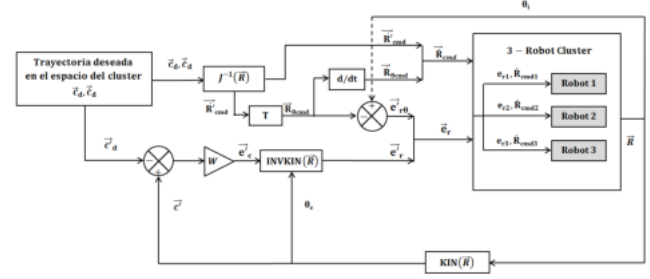 θᵢ
Trayectoria deseada
en el espacio del cluster
c⃗d, c⃗̇d
c⃗d, c⃗̇d
J⁻¹(R⃗)
R⃗'cmd
R⃗cmd
3 − Robot Cluster
d/dt
R⃗θcmd
R⃗'cmd
T
R⃗θcmd
e⃗'rθ
e⃗r
er1, Ṙcmd1
Robot 1
er2, Ṙcmd2
Robot 2
er3, Ṙcmd3
Robot 3
R⃗
c⃗'d
W
e⃗'c
INVKIN(R⃗)
e⃗'r
c⃗'
θc
KIN(R⃗)